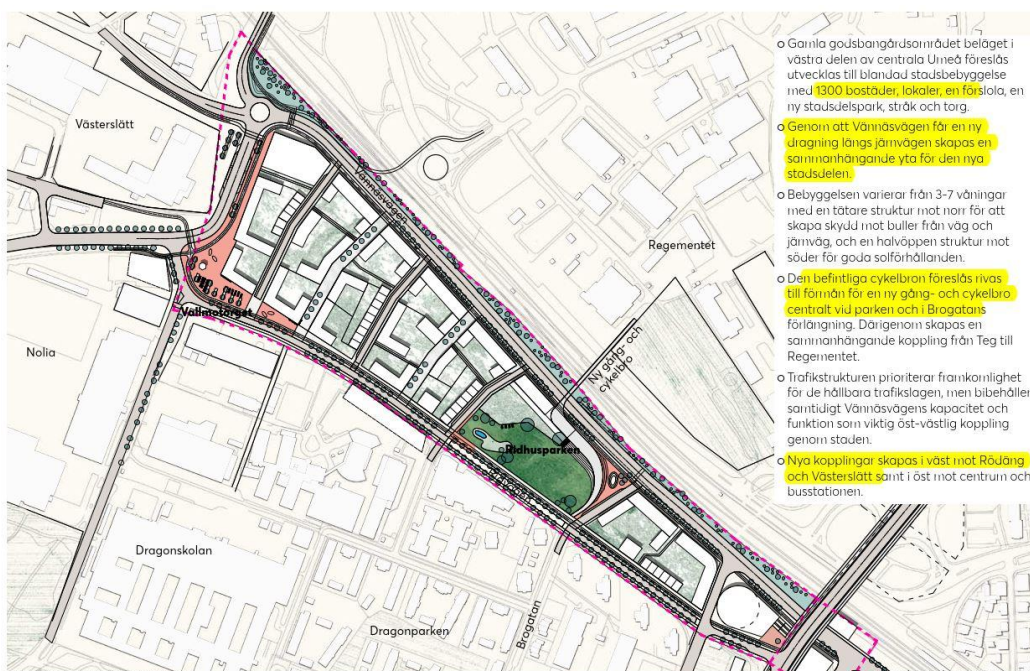 Västerslätt
Vännäsvägen
Regementet
Vallmotorget
Nolia
Ny gång- och
cykelbro
Ridhusparken
Dragonskolan
Brogatan
Dragonparken
Gamla godsbangårdsområdet beläget i
västra delen av centrala Umeå föreslås
utvecklas till blandad stadsbebyggelse
med 1300 bostäder, lokaler, en förslola, en
ny stadsdelspark, stråk och torg.
Genom att Vännäsvägen får en ny
dragning längs järnvägen skapas en
sammanhängande yta för den nya
stadsdelen.
Bebyggelsen varierar från 3-7 våningar
med en tätare struktur mot norr för att
skapa skydd mot buller från väg och
järnväg, och en halvöppen struktur mot
söder för goda solförhållanden.
Den befintliga cykelbron föreslås rivas
till förmån för en ny gång- och cykelbro
centralt vid parken och i Brogatans
förlängning. Därigenom skapas en
sammanhängande koppling från Teg till
Regementet.
Trafikstrukturen prioriterar framkomlighet
för de hållbara trafikslagen, men bibehåller
samtidigt Vännäsvägens kapacitet och
funktion som viktig öst-västlig koppling
genom staden.
Nya kopplingar skapas i väst mot Rödäng
och Västerslätt samt i öst mot centrum och
busstationen.